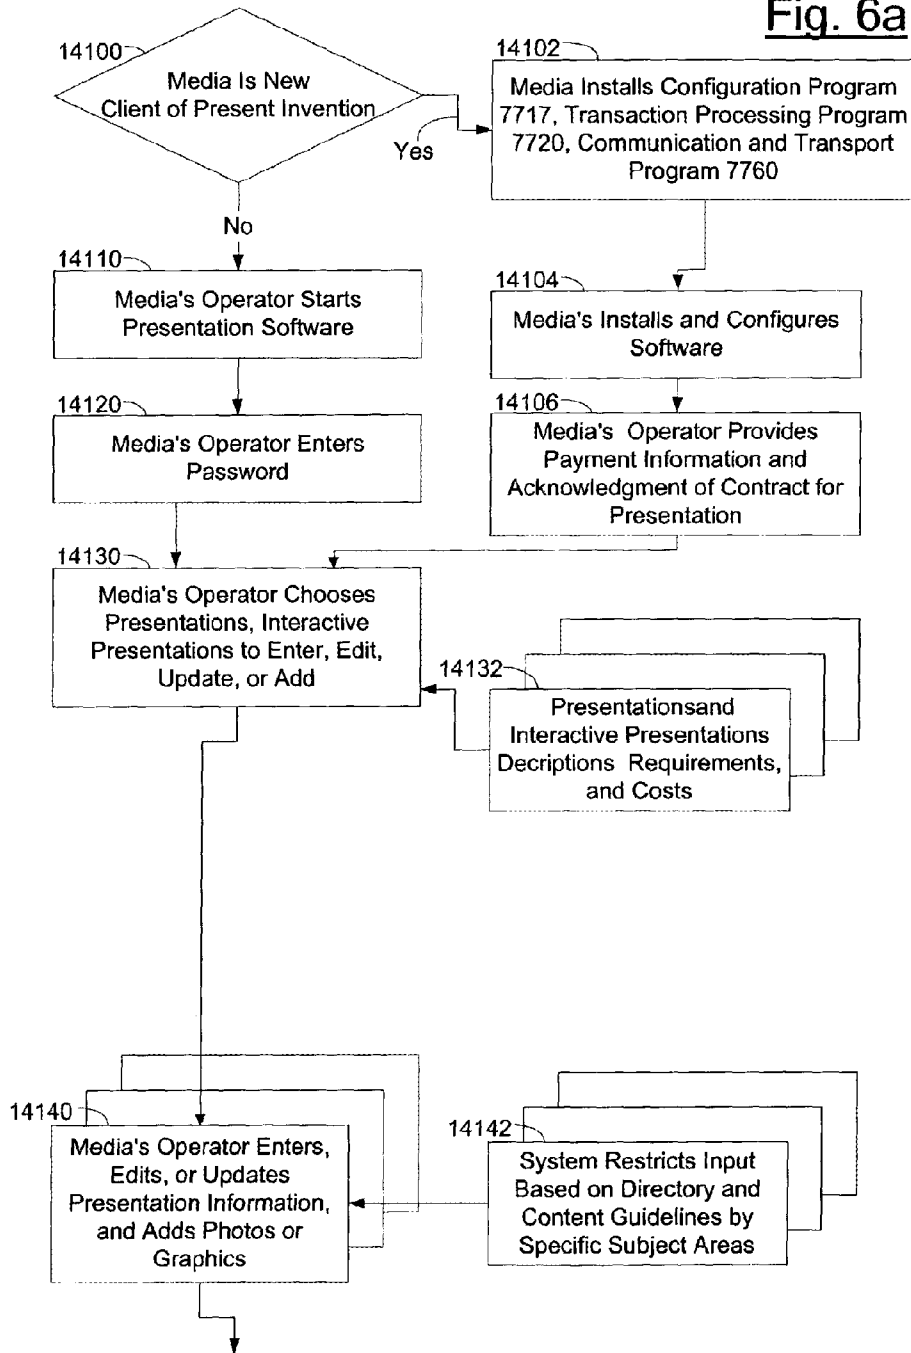 Fig. 6a
14100
Media Is New
Client of Present Invention
Yes
No
14102
Media Installs Configuration Program
7717, Transaction Processing Program
7720, Communication and Transport
Program 7760
14110
Media's Operator Starts
Presentation Software
14104
Media's Installs and Configures
Software
14120
Media's Operator Enters
Password
14106
Media's Operator Provides
Payment Information and
Acknowledgment of Contract for
Presentation
14130
Media's Operator Chooses
Presentations, Interactive
Presentations to Enter, Edit,
Update, or Add
14132
Presentationsand
Interactive Presentations
Decriptions Requirements,
and Costs
14140
Media's Operator Enters,
Edits, or Updates
Presentation Information,
and Adds Photos or
Graphics
14142
System Restricts Input
Based on Directory and
Content Guidelines by
Specific Subject Areas